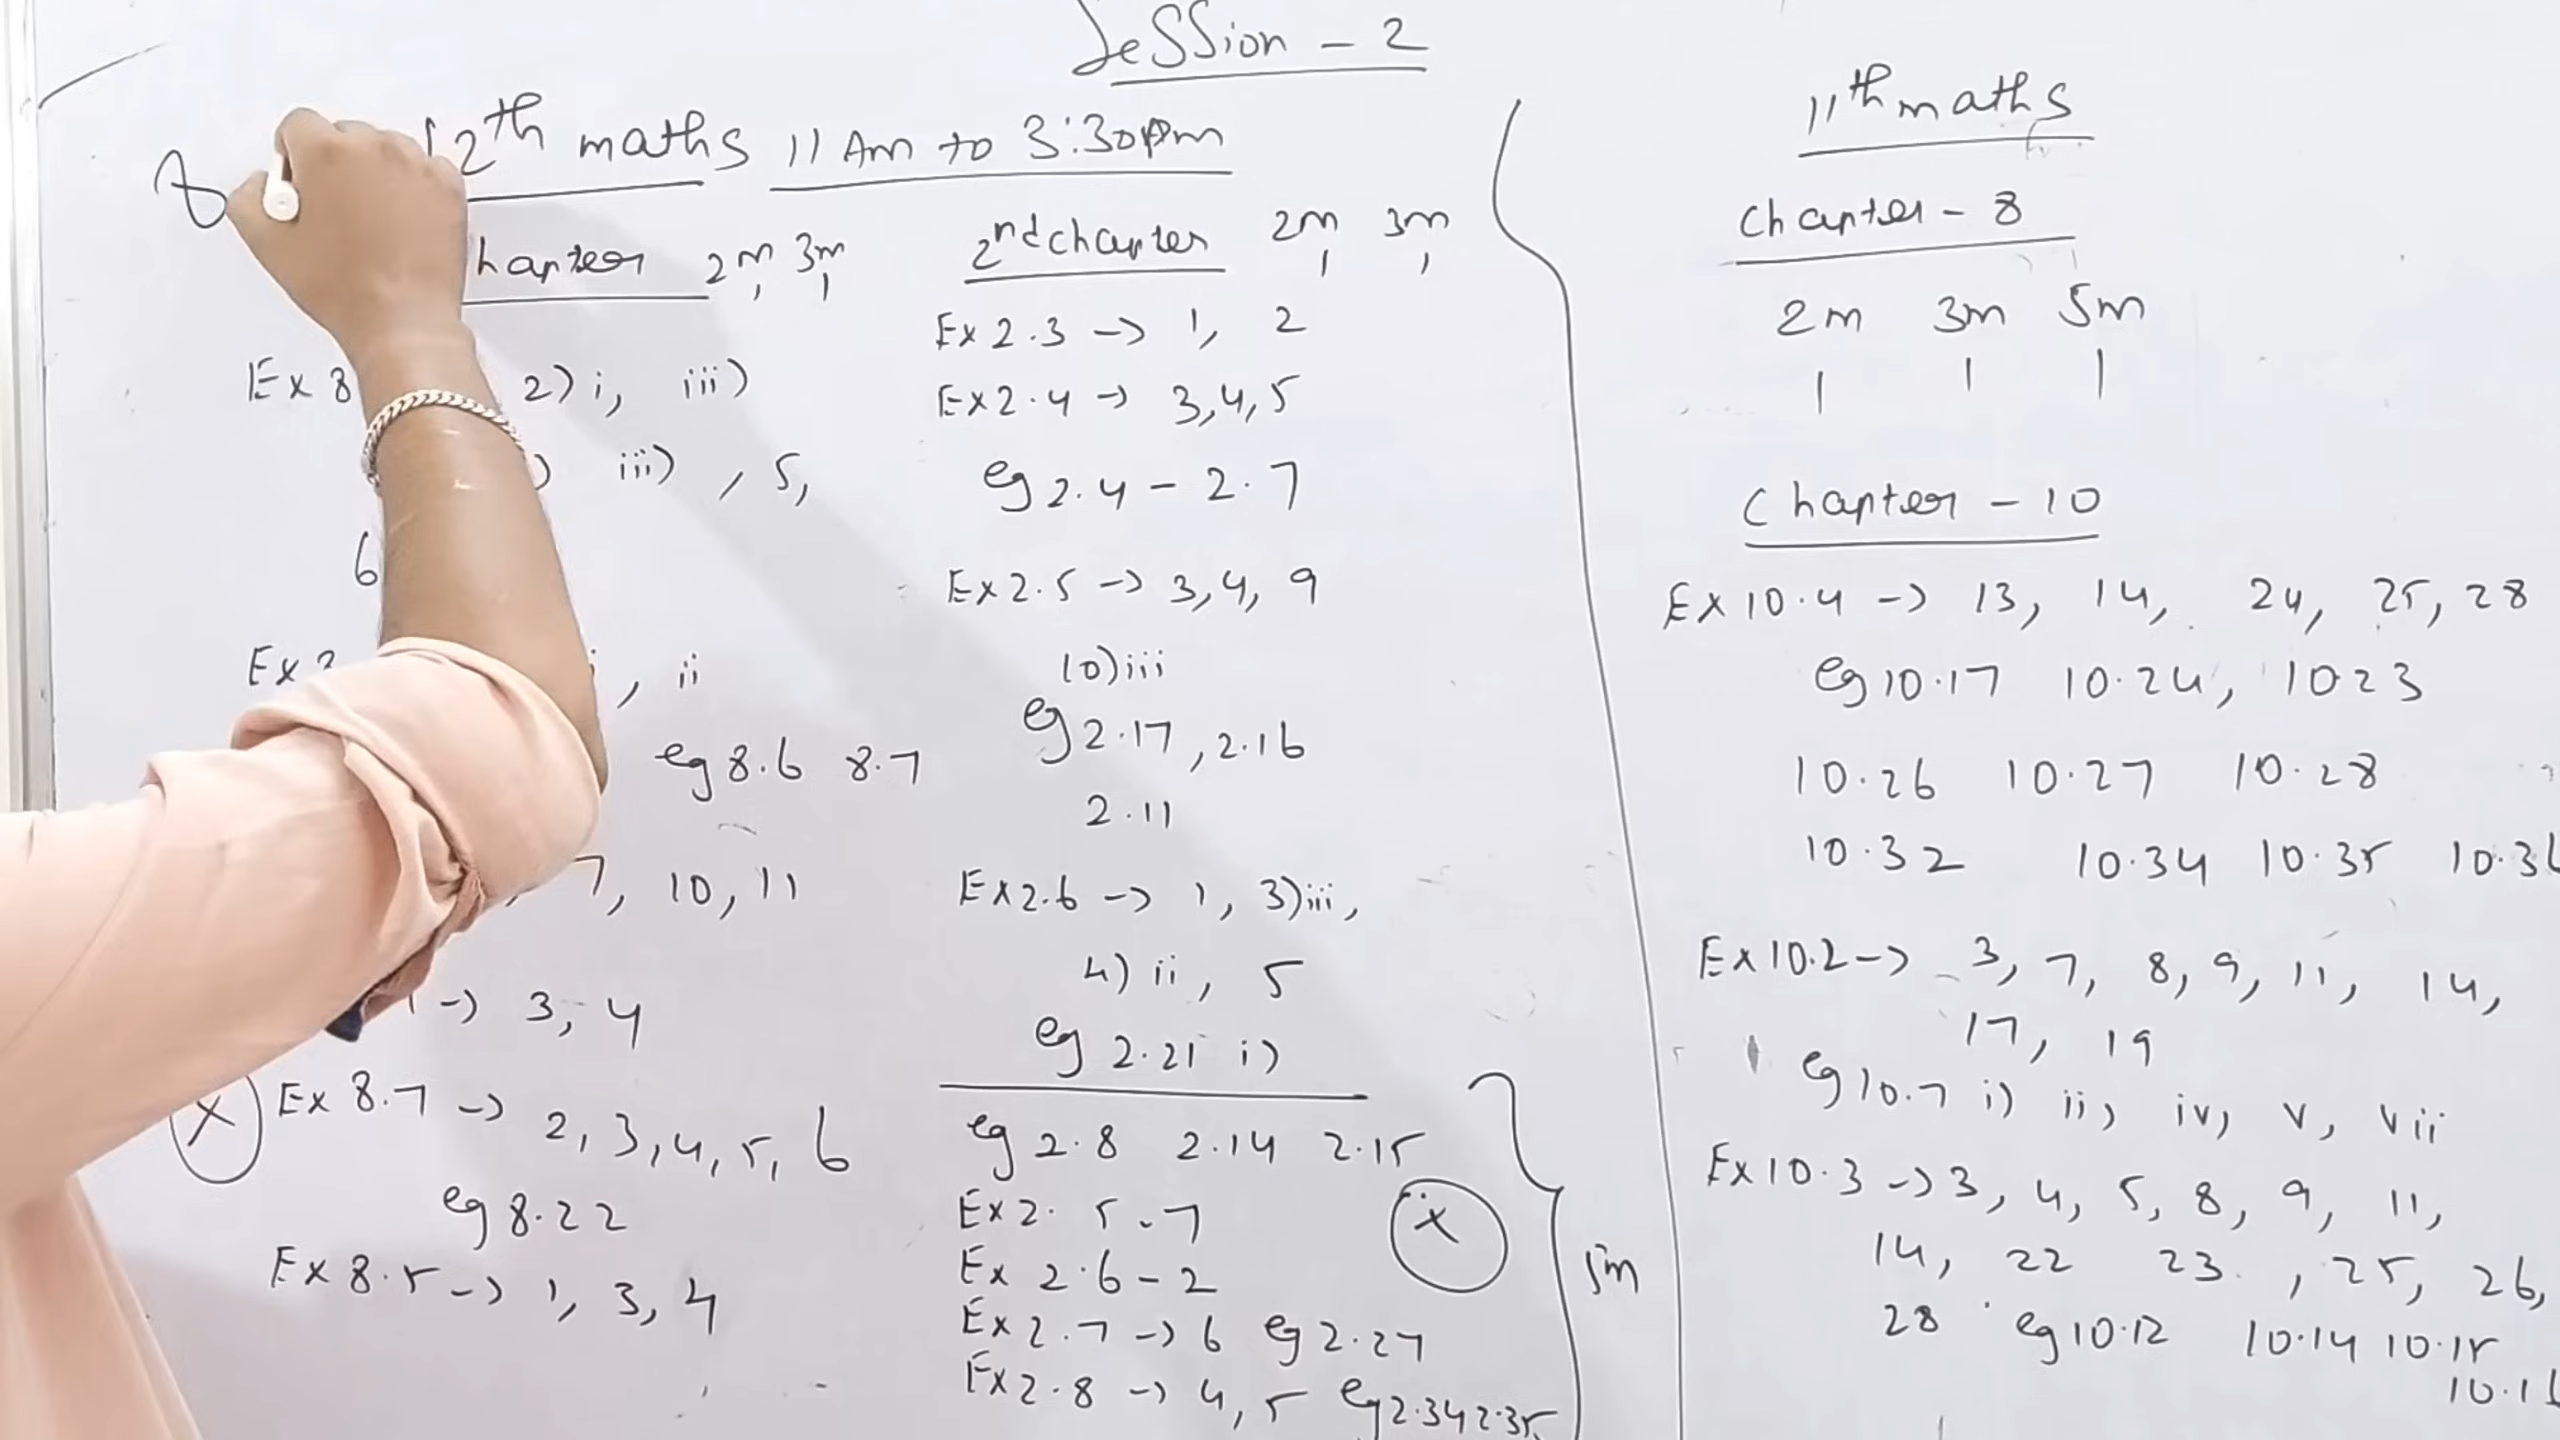 Session - 2
12th maths 11 Am to 3:30pm
hapter 2m 3m
1 1
Ex 8 2) i, iii)
iii) , 5,
6
Ex , ii
eg 8.6 8.7
7, 10, 11
-> 3, 4
X Ex 8.7 -> 2, 3, 4, 5, 6
eg 8.22
Ex 8.5 -> 1, 3, 4
2nd chapter 2m 3m
1 1
Ex 2.3 -> 1, 2
Ex 2.4 -> 3, 4, 5
eg 2.4 - 2.7
Ex 2.5 -> 3, 4, 9
10) iii
eg 2.17, 2.16
2.11
Ex 2.6 -> 1, 3) iii,
4) ii, 5
eg 2.21 i)
eg 2.8 2.14 2.15
Ex 2.5-7
X
Ex 2.6-2
5m
Ex 2.7 -> 6 eg 2.27
Ex 2.8 -> 4, 5 eg 2.34 2.35
11th maths
Chapter - 8
2m 3m 5m
1 1 1
Chapter - 10
Ex 10.4 -> 13, 14, 24, 25, 28
eg 10.17 10.24, 10 23
10.26 10.27 10.28
10.32 10.34 10.35 10.36
Ex 10.2 -> 3, 7, 8, 9, 11, 14,
17, 19
eg 10.7 i) ii) iv) v, vii
Ex 10.3 -> 3, 4, 5, 8, 9, 11,
14, 22 23 , 25, 26,
28 eg 10.12 10.14 10.15
10.16